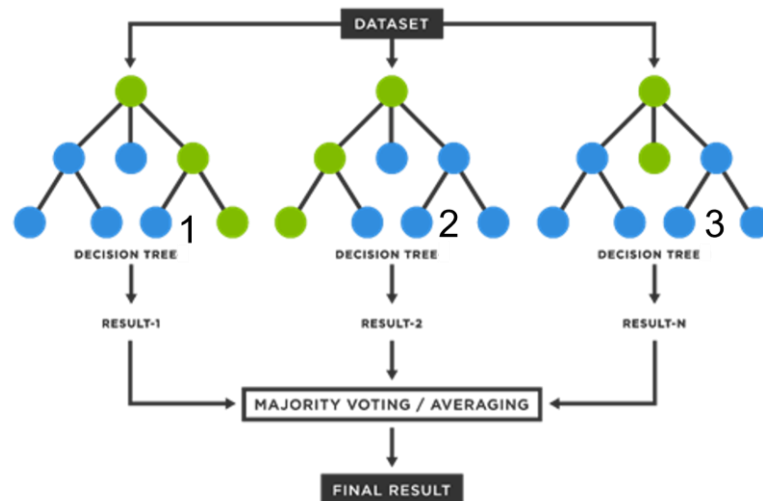 DATASET
1
2
3
DECISION TREE
DECISION TREE
DECISION TREE
RESULT-1
RESULT-2
RESULT-N
MAJORITY VOTING / AVERAGING
FINAL RESULT